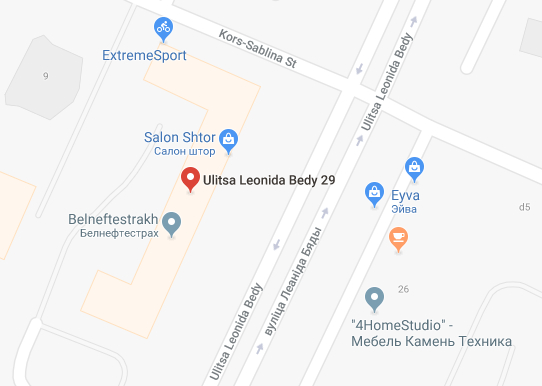 Kors-Sablina St
ExtremeSport
9
Ulitsa Leonida Bedy
Salon Shtor
Салон штор
Ulitsa Leonida Bedy 29
Eyva
Эйва
d5
Belneftestrakh
Белнефтестрах
вуліца Леаніда Бяды
26
Ulitsa Leonida Bedy
"4HomeStudio" -
Мебель Камень Техника